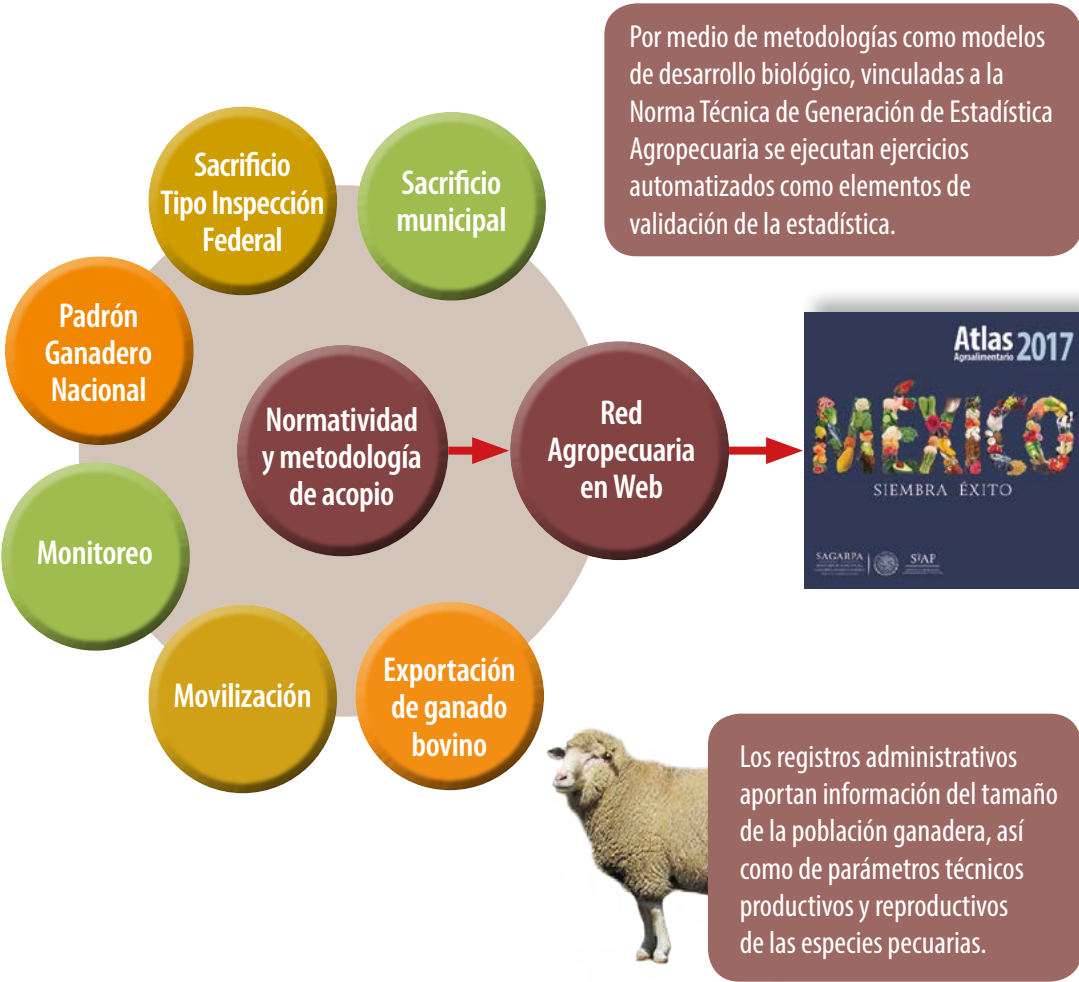 Por medio de metodologías como modelos
de desarrollo biológico, vinculadas a la
Norma Técnica de Generación de Estadística
Agropecuaria se ejecutan ejercicios
automatizados como elementos de
validación de la estadística.
Sacrificio
Tipo Inspección
Federal
Sacrificio
municipal
Padrón
Ganadero
Nacional
Normatividad
y metodología
de acopio
Red
Agropecuaria
en Web
Atlas 2017
Agroalimentario
MÉXICO
SIEMBRA ÉXITO
SAGARPA
SIAP
Monitoreo
Movilización
Exportación
de ganado
bovino
Los registros administrativos
aportan información del tamaño
de la población ganadera, así
como de parámetros técnicos
productivos y reproductivos
de las especies pecuarias.